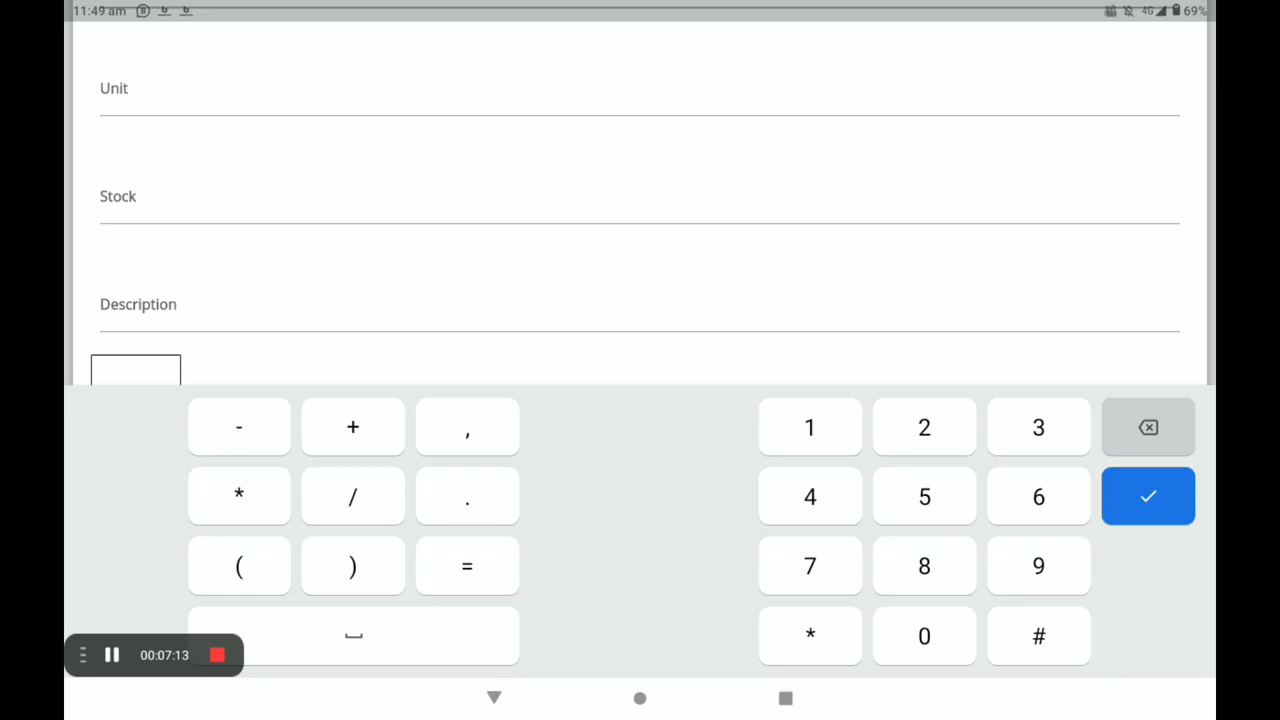 11:49 am 4G 69%
Unit
Stock
Description
- + , 1 2 3
* / . 4 5 6
( ) = 7 8 9
* 0 #
00:07:13